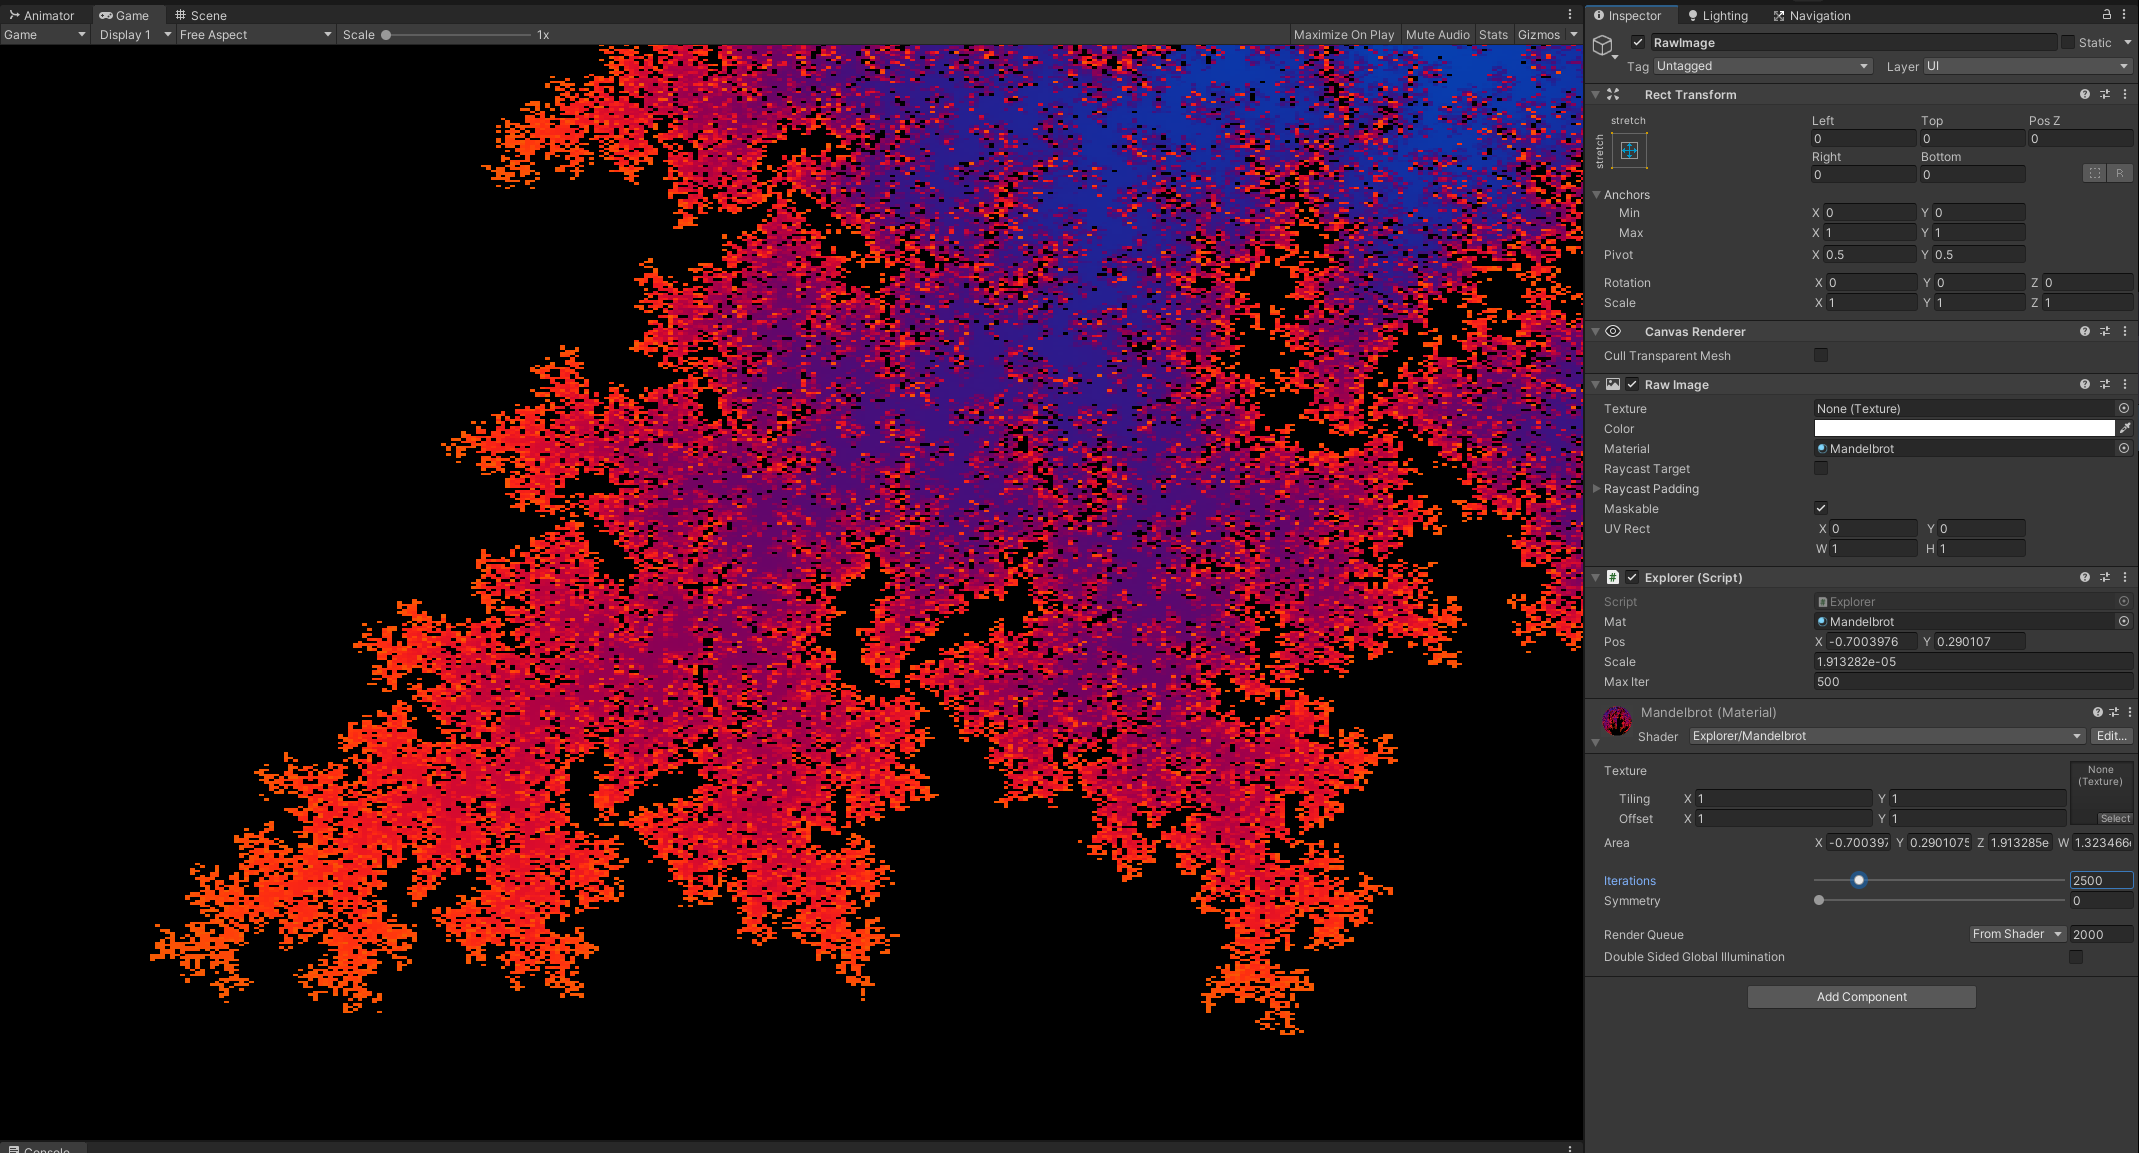 Animator Game Scene
Game Display 1 Free Aspect Scale 1x Maximize On Play Mute Audio Stats Gizmos
Console
Inspector Lighting Navigation
RawImage Static
Tag Untagged Layer UI
Rect Transform
stretch
stretch
Left Top Pos Z
0 0 0
Right Bottom
0 0 R
Anchors
Min X 0 Y 0
Max X 1 Y 1
Pivot X 0.5 Y 0.5
Rotation X 0 Y 0 Z 0
Scale X 1 Y 1 Z 1
Canvas Renderer
Cull Transparent Mesh
Raw Image
Texture None (Texture)
Color
Material Mandelbrot
Raycast Target
Raycast Padding
Maskable
UV Rect X 0 Y 0
W 1 H 1
# Explorer (Script)
Script Explorer
Mat Mandelbrot
Pos X -0.7003976 Y 0.290107
Scale 1.913282e-05
Max Iter 500
Mandelbrot (Material)
Shader Explorer/Mandelbrot Edit...
Texture None
(Texture)
Tiling X 1 Y 1
Offset X 1 Y 1 Select
Area X -0.700397 Y 0.2901075 Z 1.913285e W 1.323466
Iterations 2500
Symmetry 0
Render Queue From Shader 2000
Double Sided Global Illumination
Add Component